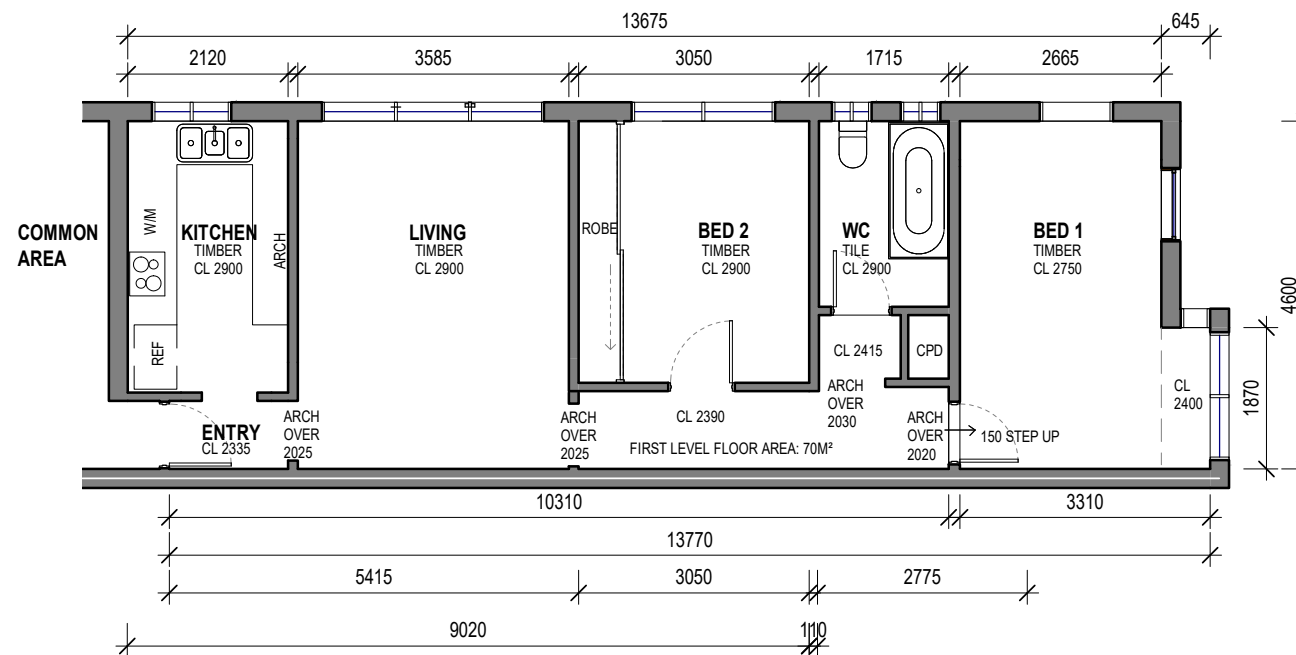 13675
645
2120
3585
3050
1715
2665
COMMON
AREA
W/M
KITCHEN
TIMBER
CL 2900
ARCH
REF
LIVING
TIMBER
CL 2900
ROBE
BED 2
TIMBER
CL 2900
WC
TILE
CL 2900
BED 1
TIMBER
CL 2750
4600
CL 2415
CPD
CL
2400
1870
ENTRY
CL 2335
ARCH
OVER
2025
ARCH
OVER
2025
CL 2390
ARCH
OVER
2030
ARCH
OVER
2020
150 STEP UP
FIRST LEVEL FLOOR AREA: 70M²
10310
3310
13770
5415
3050
2775
9020
110